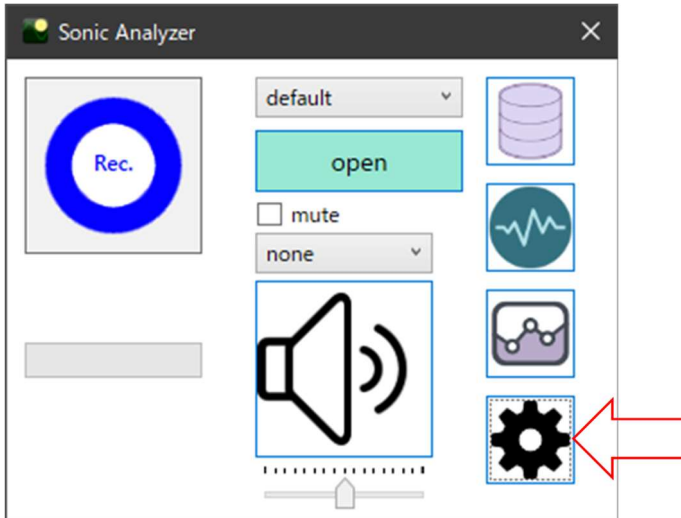 Sonic Analyzer
Rec.
default
open
mute
none